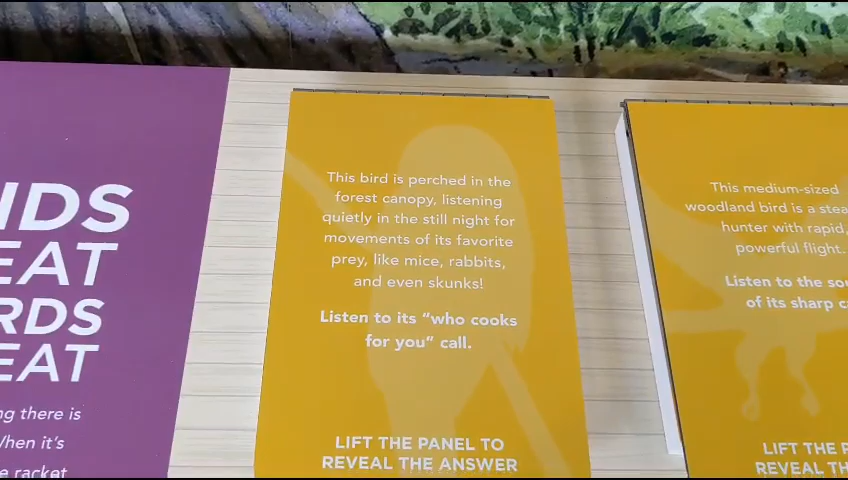 IDS
EAT
RDS
EAT
ng there is
When it's
e racket
This bird is perched in the
forest canopy, listening
quietly in the still night for
movements of its favorite
prey, like mice, rabbits,
and even skunks!
Listen to its "who cooks
for you" call.
LIFT THE PANEL TO
REVEAL THE ANSWER
This medium-sized
woodland bird is a
hunter with rapid,
powerful flight.
Listen to the
of its sharp
LIFT THE
REVEAL THE